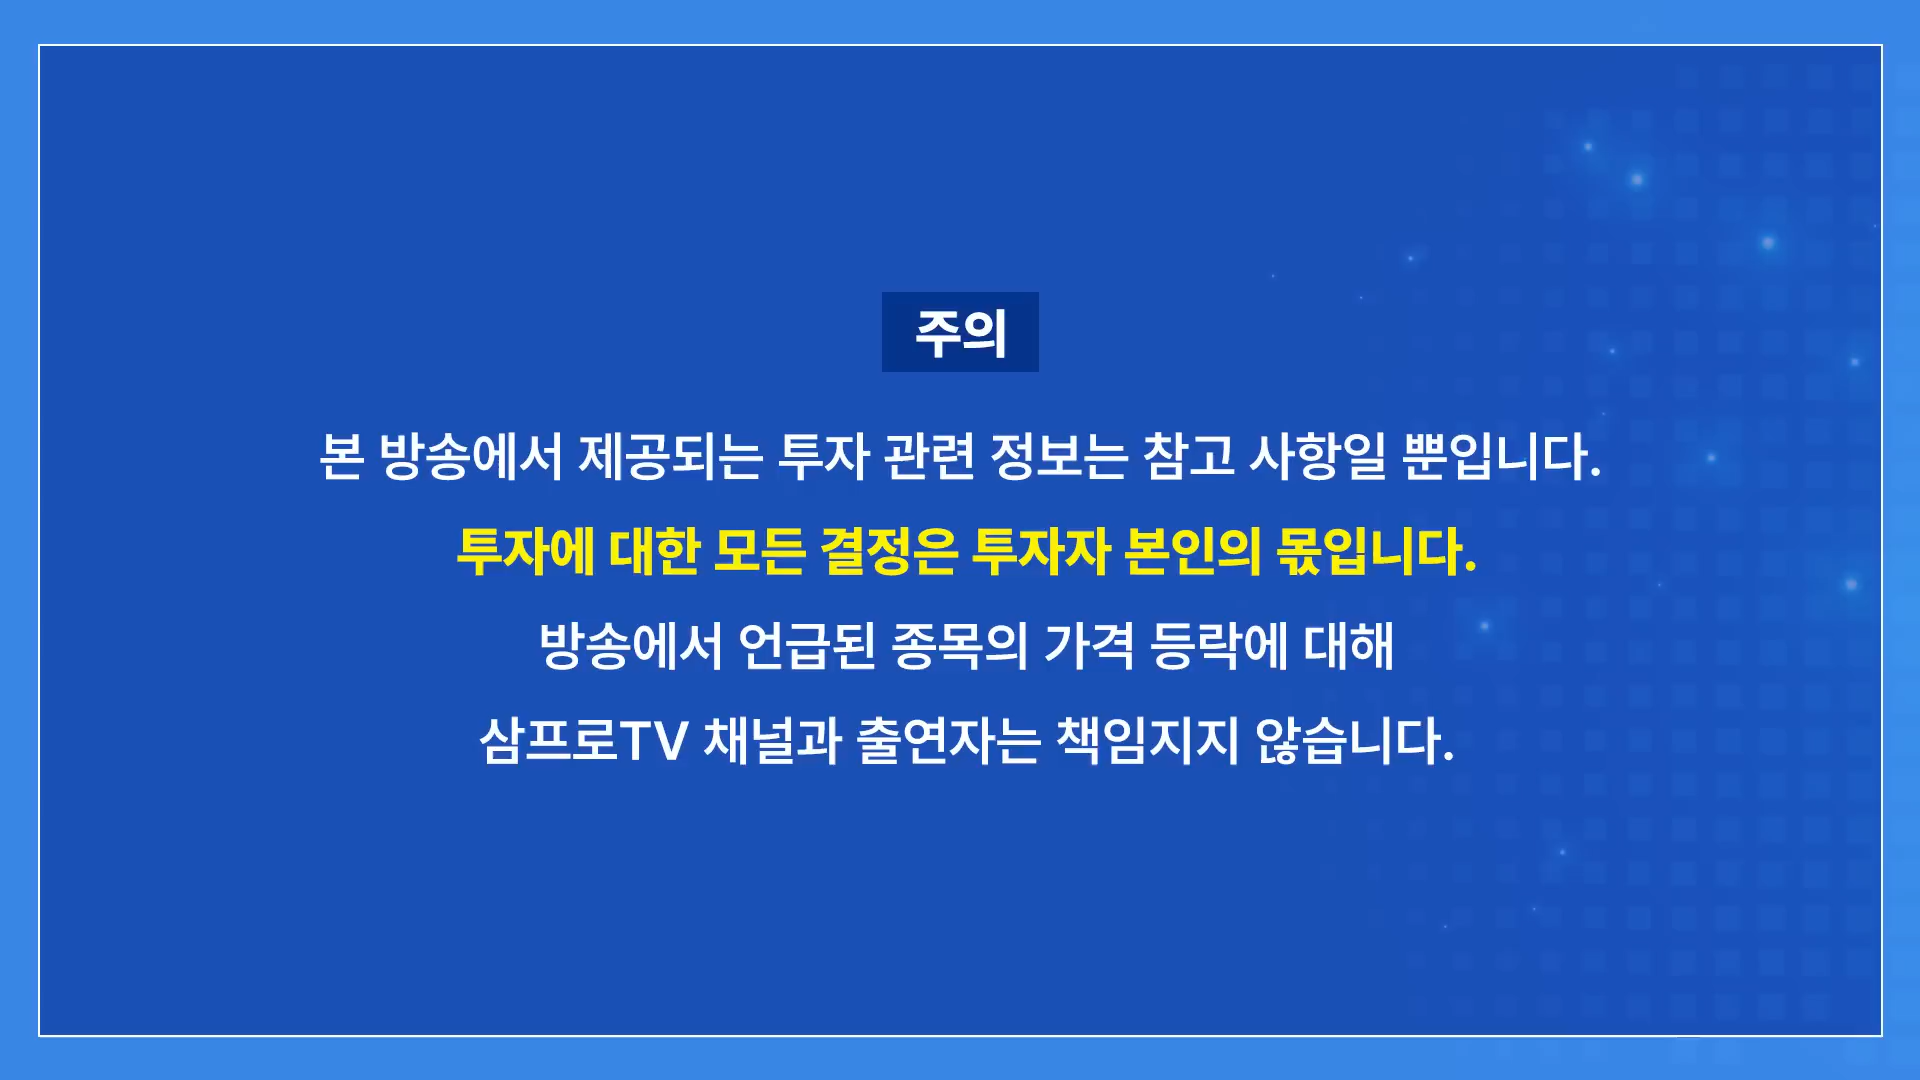 주의
본 방송에서 제공되는 투자 관련 정보는 참고 사항일 뿐입니다.
투자에 대한 모든 결정은 투자자 본인의 몫입니다.
방송에서 언급된 종목의 가격 등락에 대해
삼프로TV 채널과 출연자는 책임지지 않습니다.